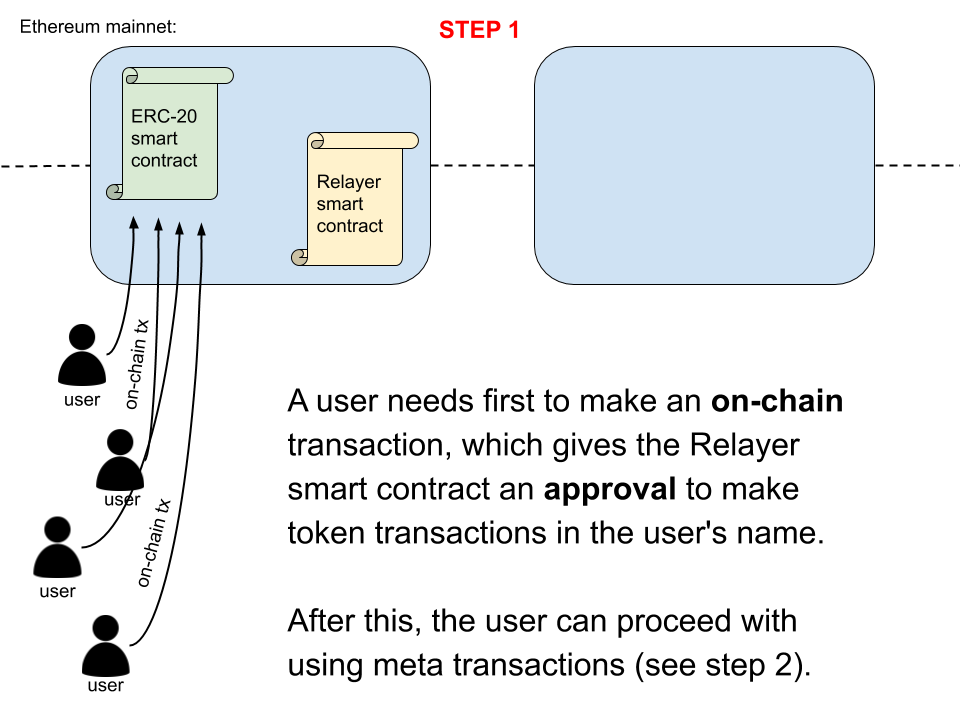 Ethereum mainnet:
STEP 1
ERC-20
smart
contract
Relayer
smart
contract
on-chain tx
user
user
on-chain tx
user
user
A user needs first to make an on-chain
transaction, which gives the Relayer
smart contract an approval to make
token transactions in the user's name.
After this, the user can proceed with
using meta transactions (see step 2).